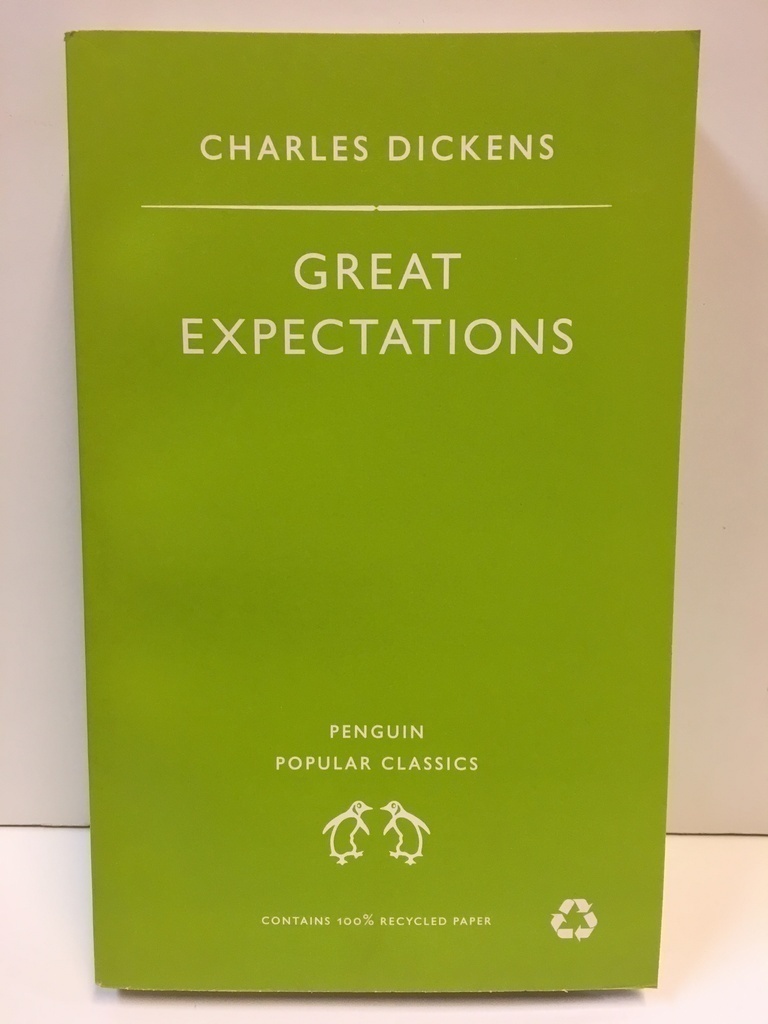 CHARLES DICKENS
GREAT
EXPECTATIONS
PENGUIN
POPULAR CLASSICS
CONTAINS 100% RECYCLED PAPER